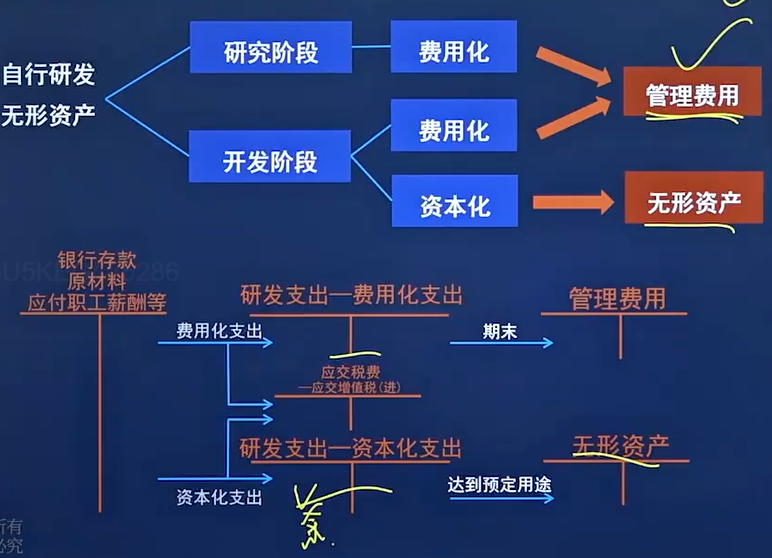 自行研发
无形资产
研究阶段
费用化
管理费用
开发阶段
费用化
资本化
无形资产
银行存款
原材料
应付职工薪酬等
研发支出—费用化支出
管理费用
费用化支出
期末
应交税费
—应交增值税(进)
研发支出—资本化支出
无形资产
资本化支出
达到预定用途
所有
必究